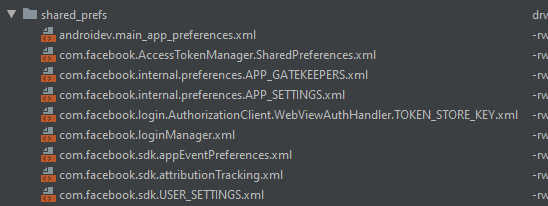 shared_prefs drw
androidev.main_app_preferences.xml -rw
com.facebook.AccessTokenManager.SharedPreferences.xml -rw
com.facebook.internal.preferences.APP_GATEKEEPERS.xml -rw
com.facebook.internal.preferences.APP_SETTINGS.xml -rw
com.facebook.login.AuthorizationClient.WebViewAuthHandler.TOKEN_STORE_KEY.xml -rw
com.facebook.loginManager.xml -rw
com.facebook.sdk.appEventPreferences.xml -rw
com.facebook.sdk.attributionTracking.xml -rw
com.facebook.sdk.USER_SETTINGS.xml -rw